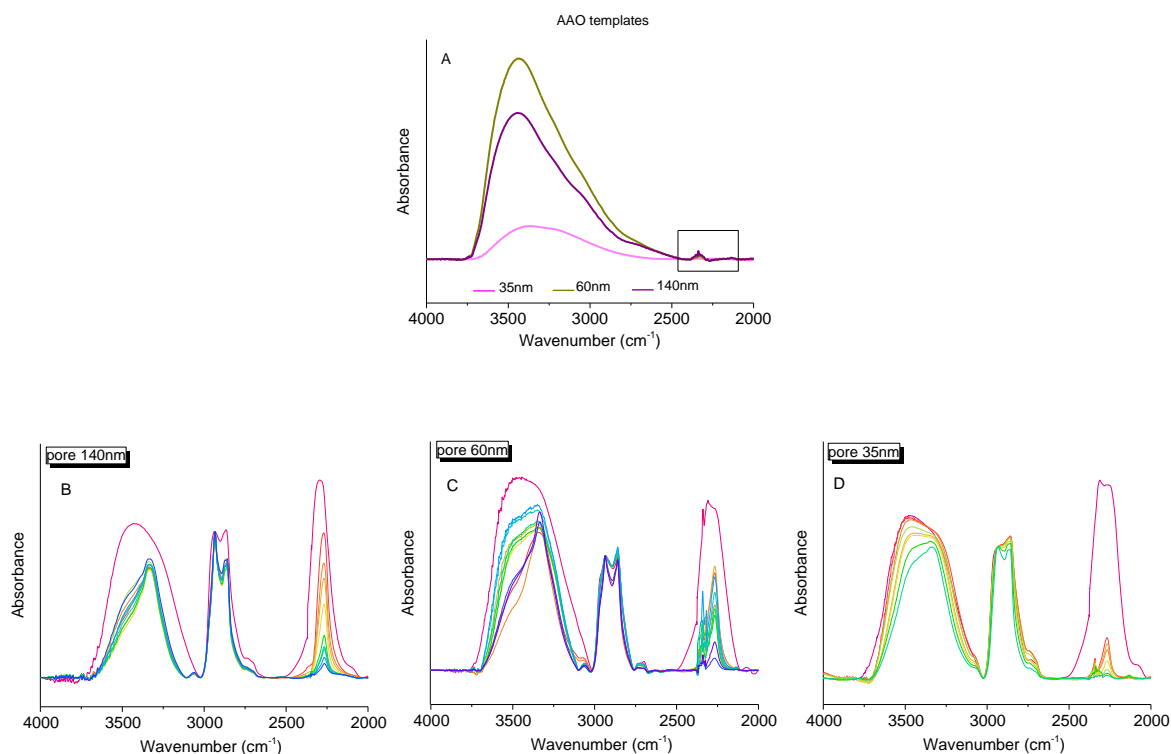 AAO templates
A
Absorbance
35nm 60nm 140nm
4000 3500 3000 2500 2000
Wavenumber (cm⁻¹)
pore 140nm
B
Absorbance
4000 3500 3000 2500 2000
Wavenumber (cm⁻¹)
pore 60nm
C
Absorbance
4000 3500 3000 2500 2000
Wavenumber (cm⁻¹)
pore 35nm
D
Absorbance
4000 3500 3000 2500 2000
Wavenumber (cm⁻¹)